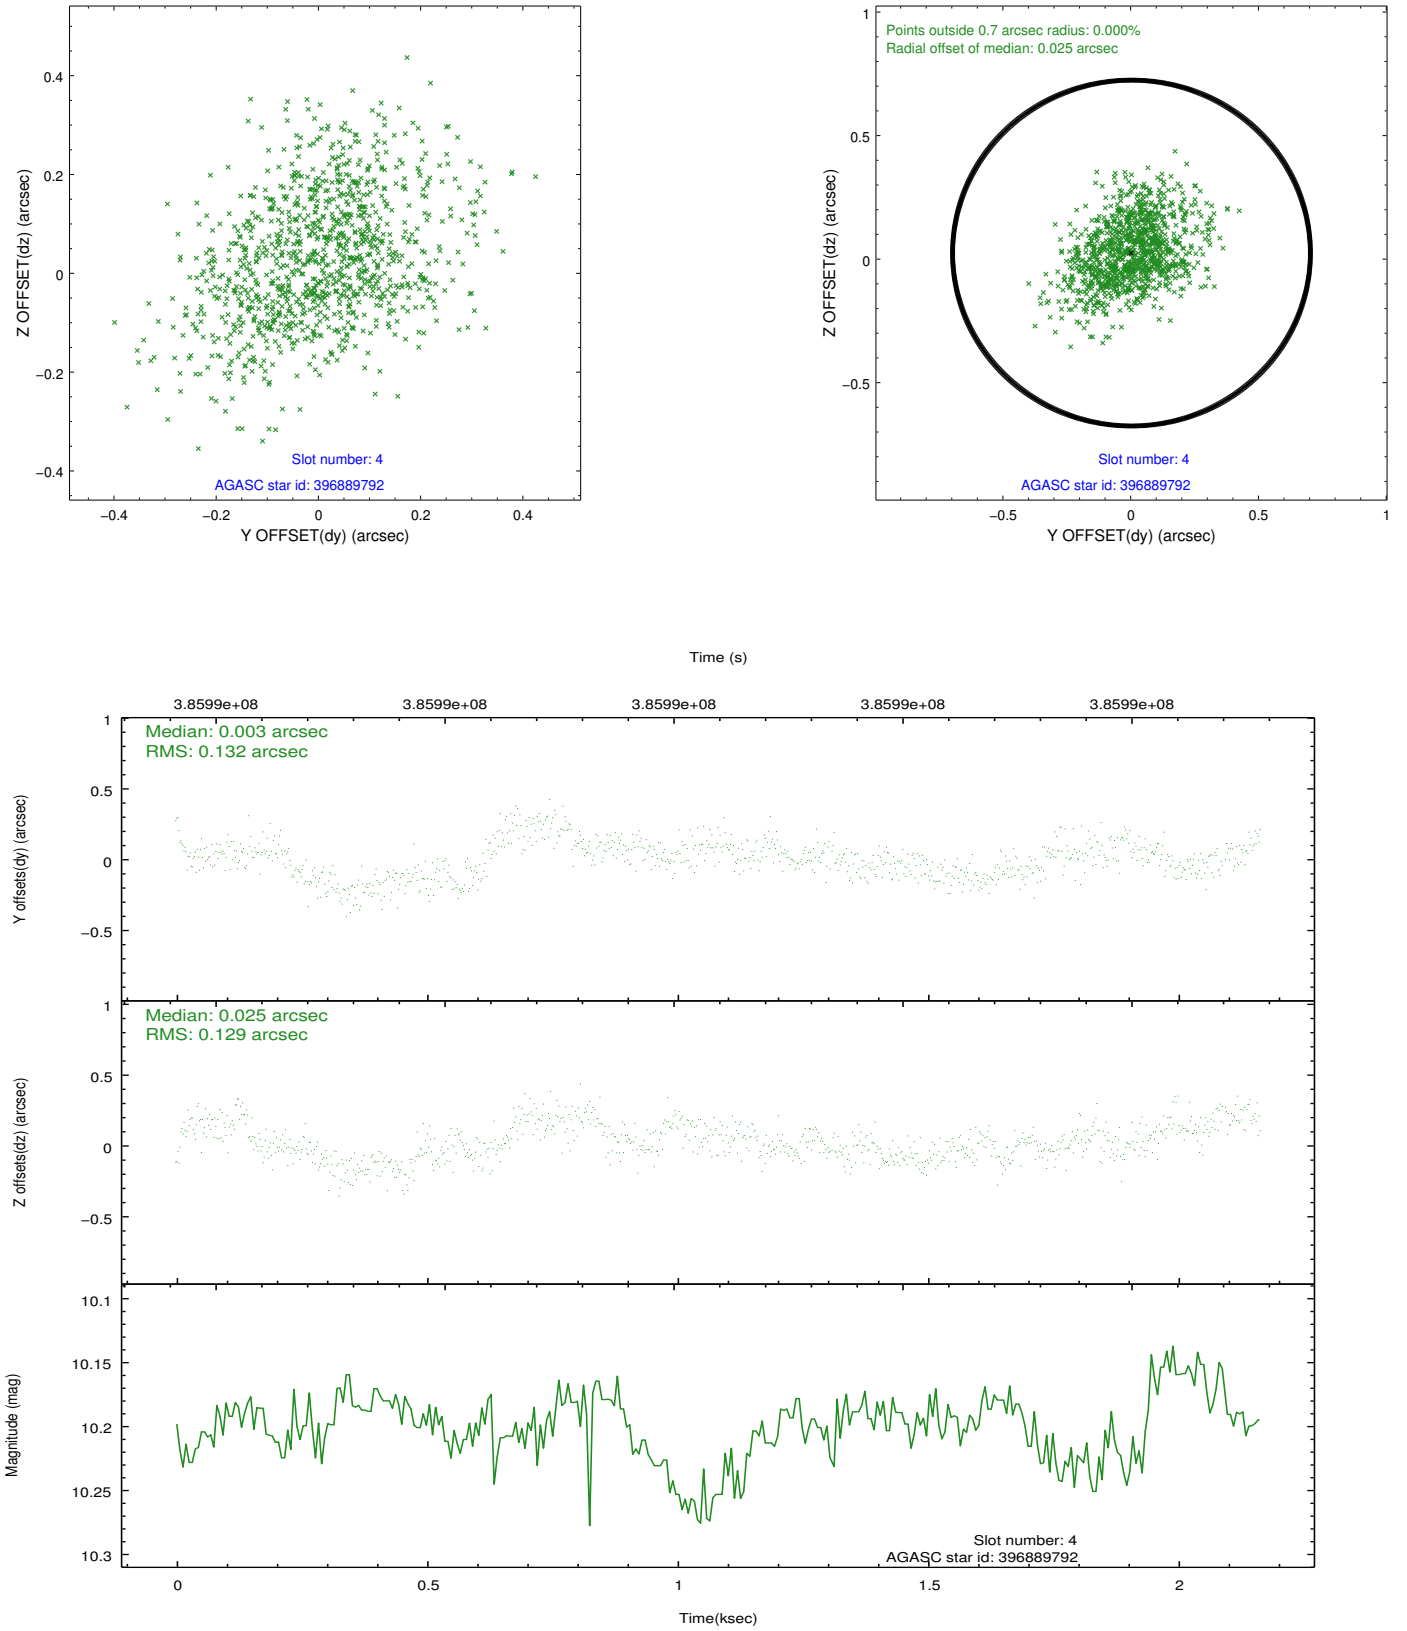 0.4
0.2
0
−0.2
−0.4
Z OFFSET(dz) (arcsec)
Slot number: 4
AGASC star id: 396889792
−0.4 −0.2 0 0.2 0.4
Y OFFSET(dy) (arcsec)
Points outside 0.7 arcsec radius: 0.000%
Radial offset of median: 0.025 arcsec
1
0.5
0
−0.5
Z OFFSET(dz) (arcsec)
Slot number: 4
AGASC star id: 396889792
−0.5 0 0.5 1
Y OFFSET(dy) (arcsec)
Time (s)
3.8599e+08 3.8599e+08 3.8599e+08 3.8599e+08 3.8599e+08
Median: 0.003 arcsec
RMS: 0.132 arcsec
1
0.5
0
−0.5
Y offsets(dy) (arcsec)
Median: 0.025 arcsec
RMS: 0.129 arcsec
1
0.5
0
−0.5
Z offsets(dz) (arcsec)
10.1
10.15
10.2
10.25
10.3
Magnitude (mag)
Slot number: 4
AGASC star id: 396889792
0 0.5 1 1.5 2
Time(ksec)